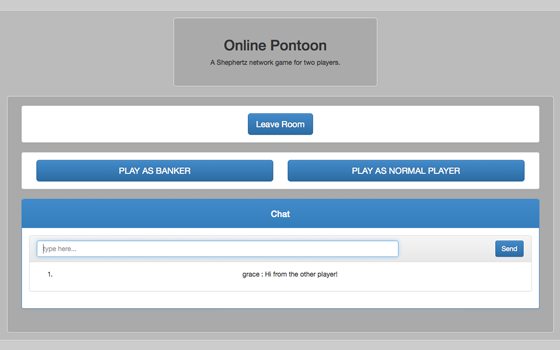 Online Pontoon
A Shephertz network game for two players.
Leave Room
PLAY AS BANKER
PLAY AS NORMAL PLAYER
Chat
type here...
Send
1. grace : Hi from the other player!